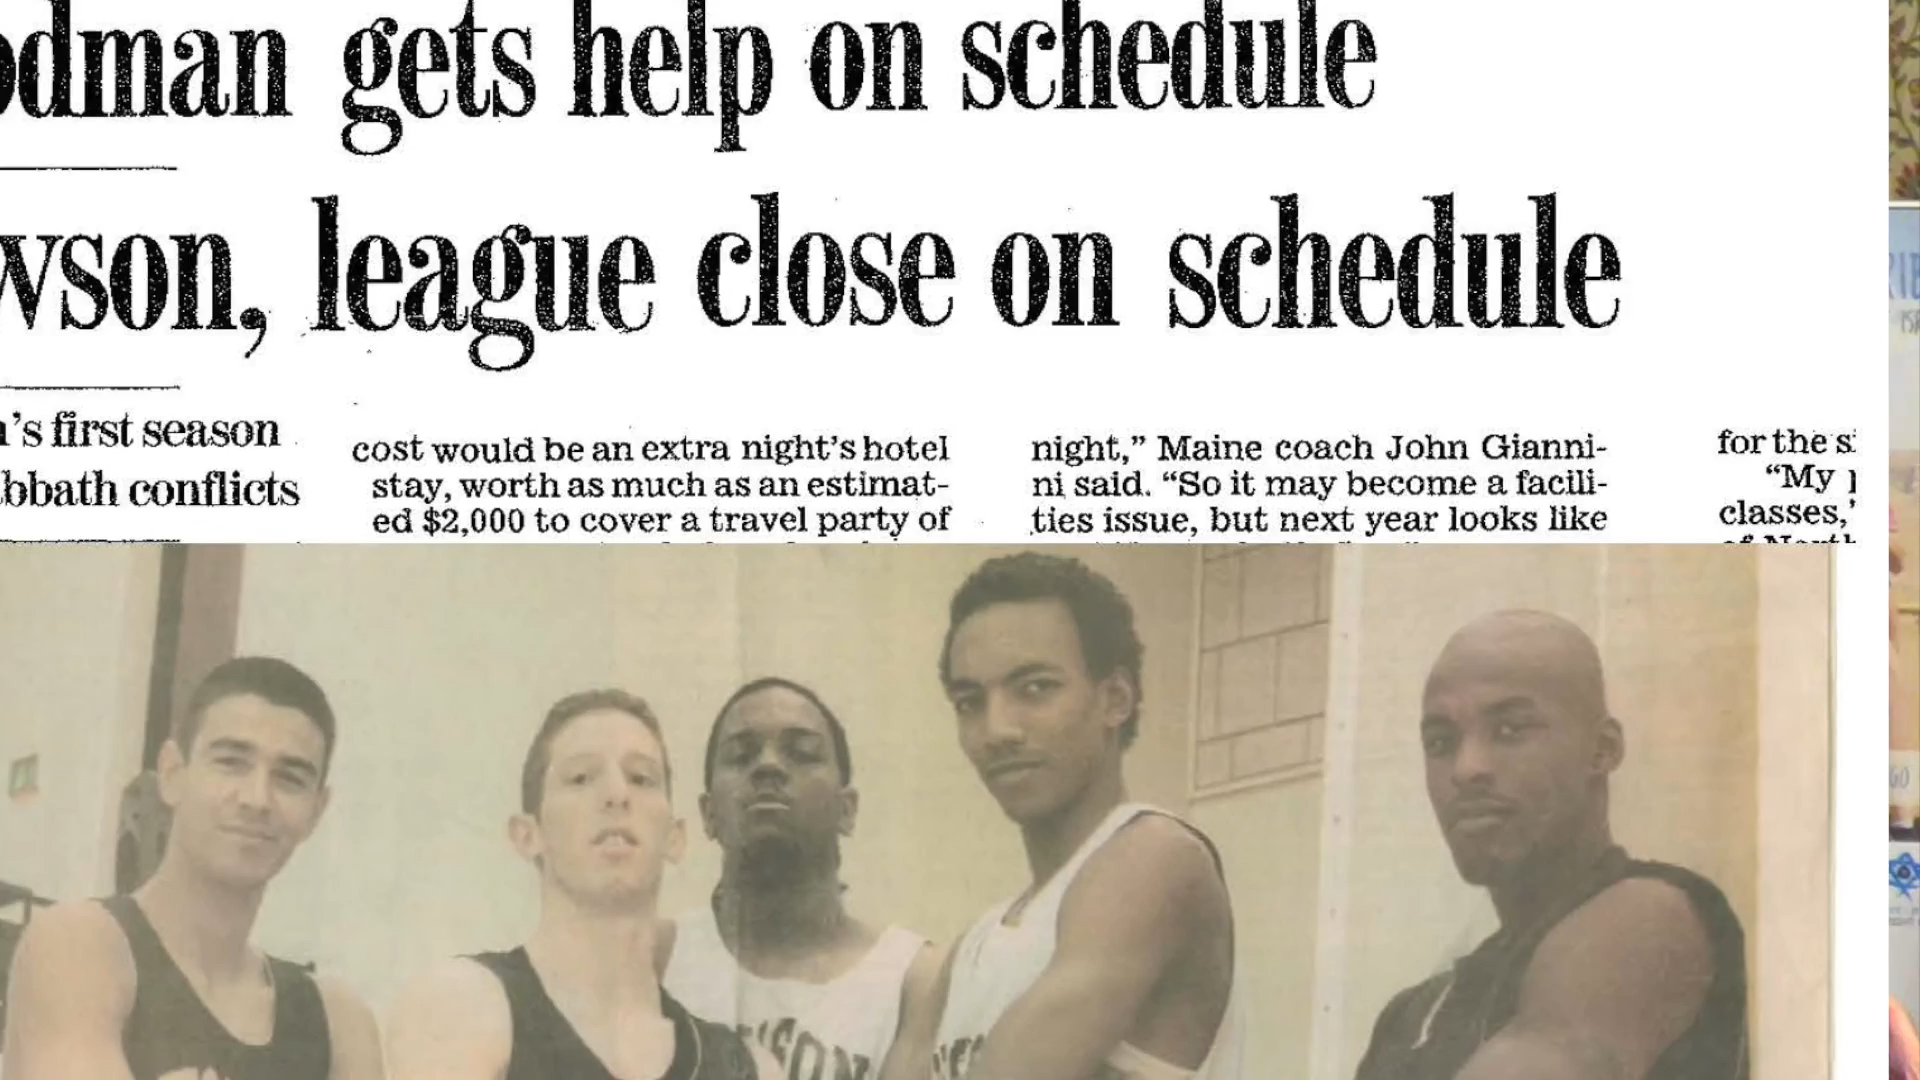 odman gets help on schedule
wson, league close on schedule
's first season
bbath conflicts
cost would be an extra night's hotel
stay, worth as much as an estimat-
ed $2,000 to cover a travel party of
night,” Maine coach John Gianni-
ni said. “So it may become a facili-
ties issue, but next year looks like
for the s
“My
classes,’